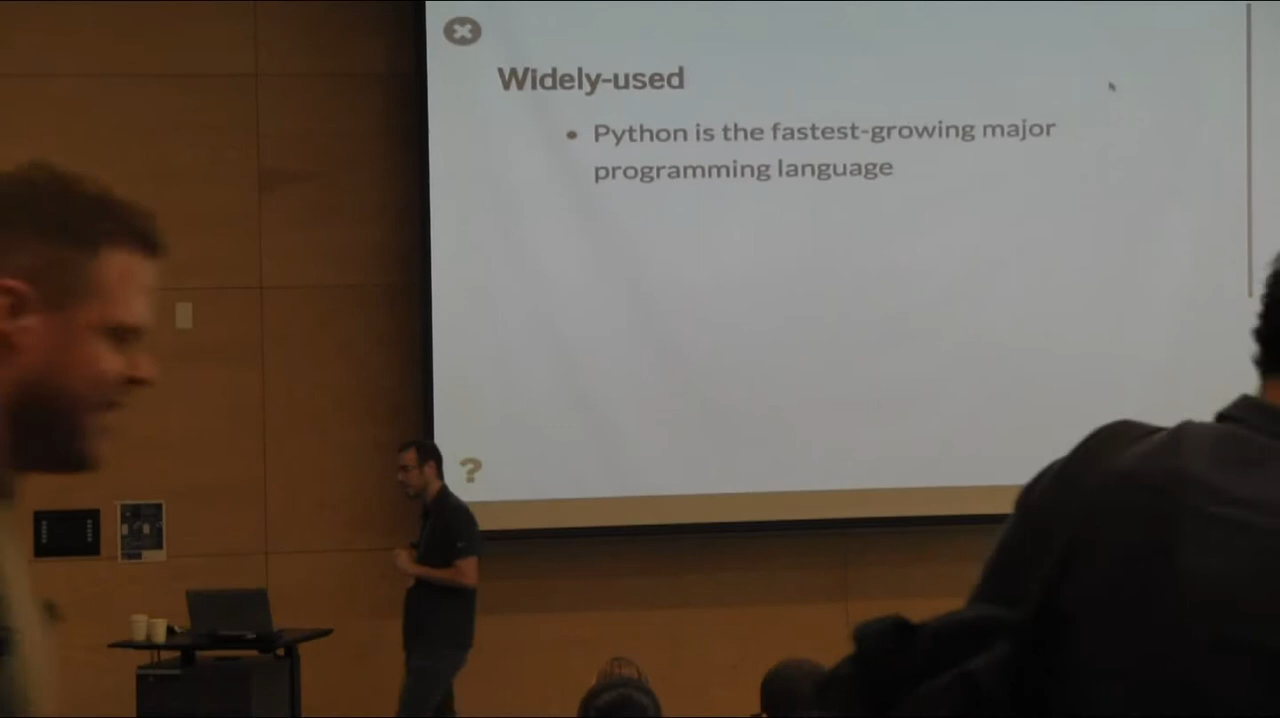 Widely-used
• Python is the fastest-growing major
programming language
?